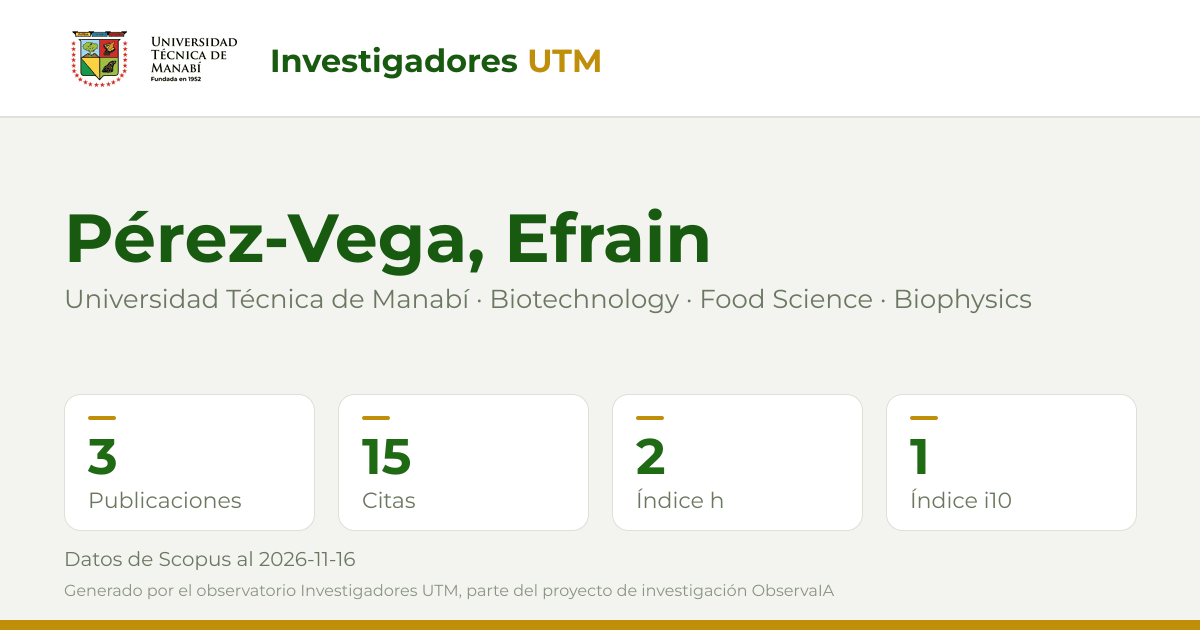 UNIVERSIDAD
TÉCNICA DE
MANABÍ
Fundada en 1952
Investigadores UTM
Pérez-Vega, Efrain
Universidad Técnica de Manabí · Biotechnology · Food Science · Biophysics
3
Publicaciones
15
Citas
2
Índice h
1
Índice i10
Datos de Scopus al 2026-11-16
Generado por el observatorio Investigadores UTM, parte del proyecto de investigación ObservaIA